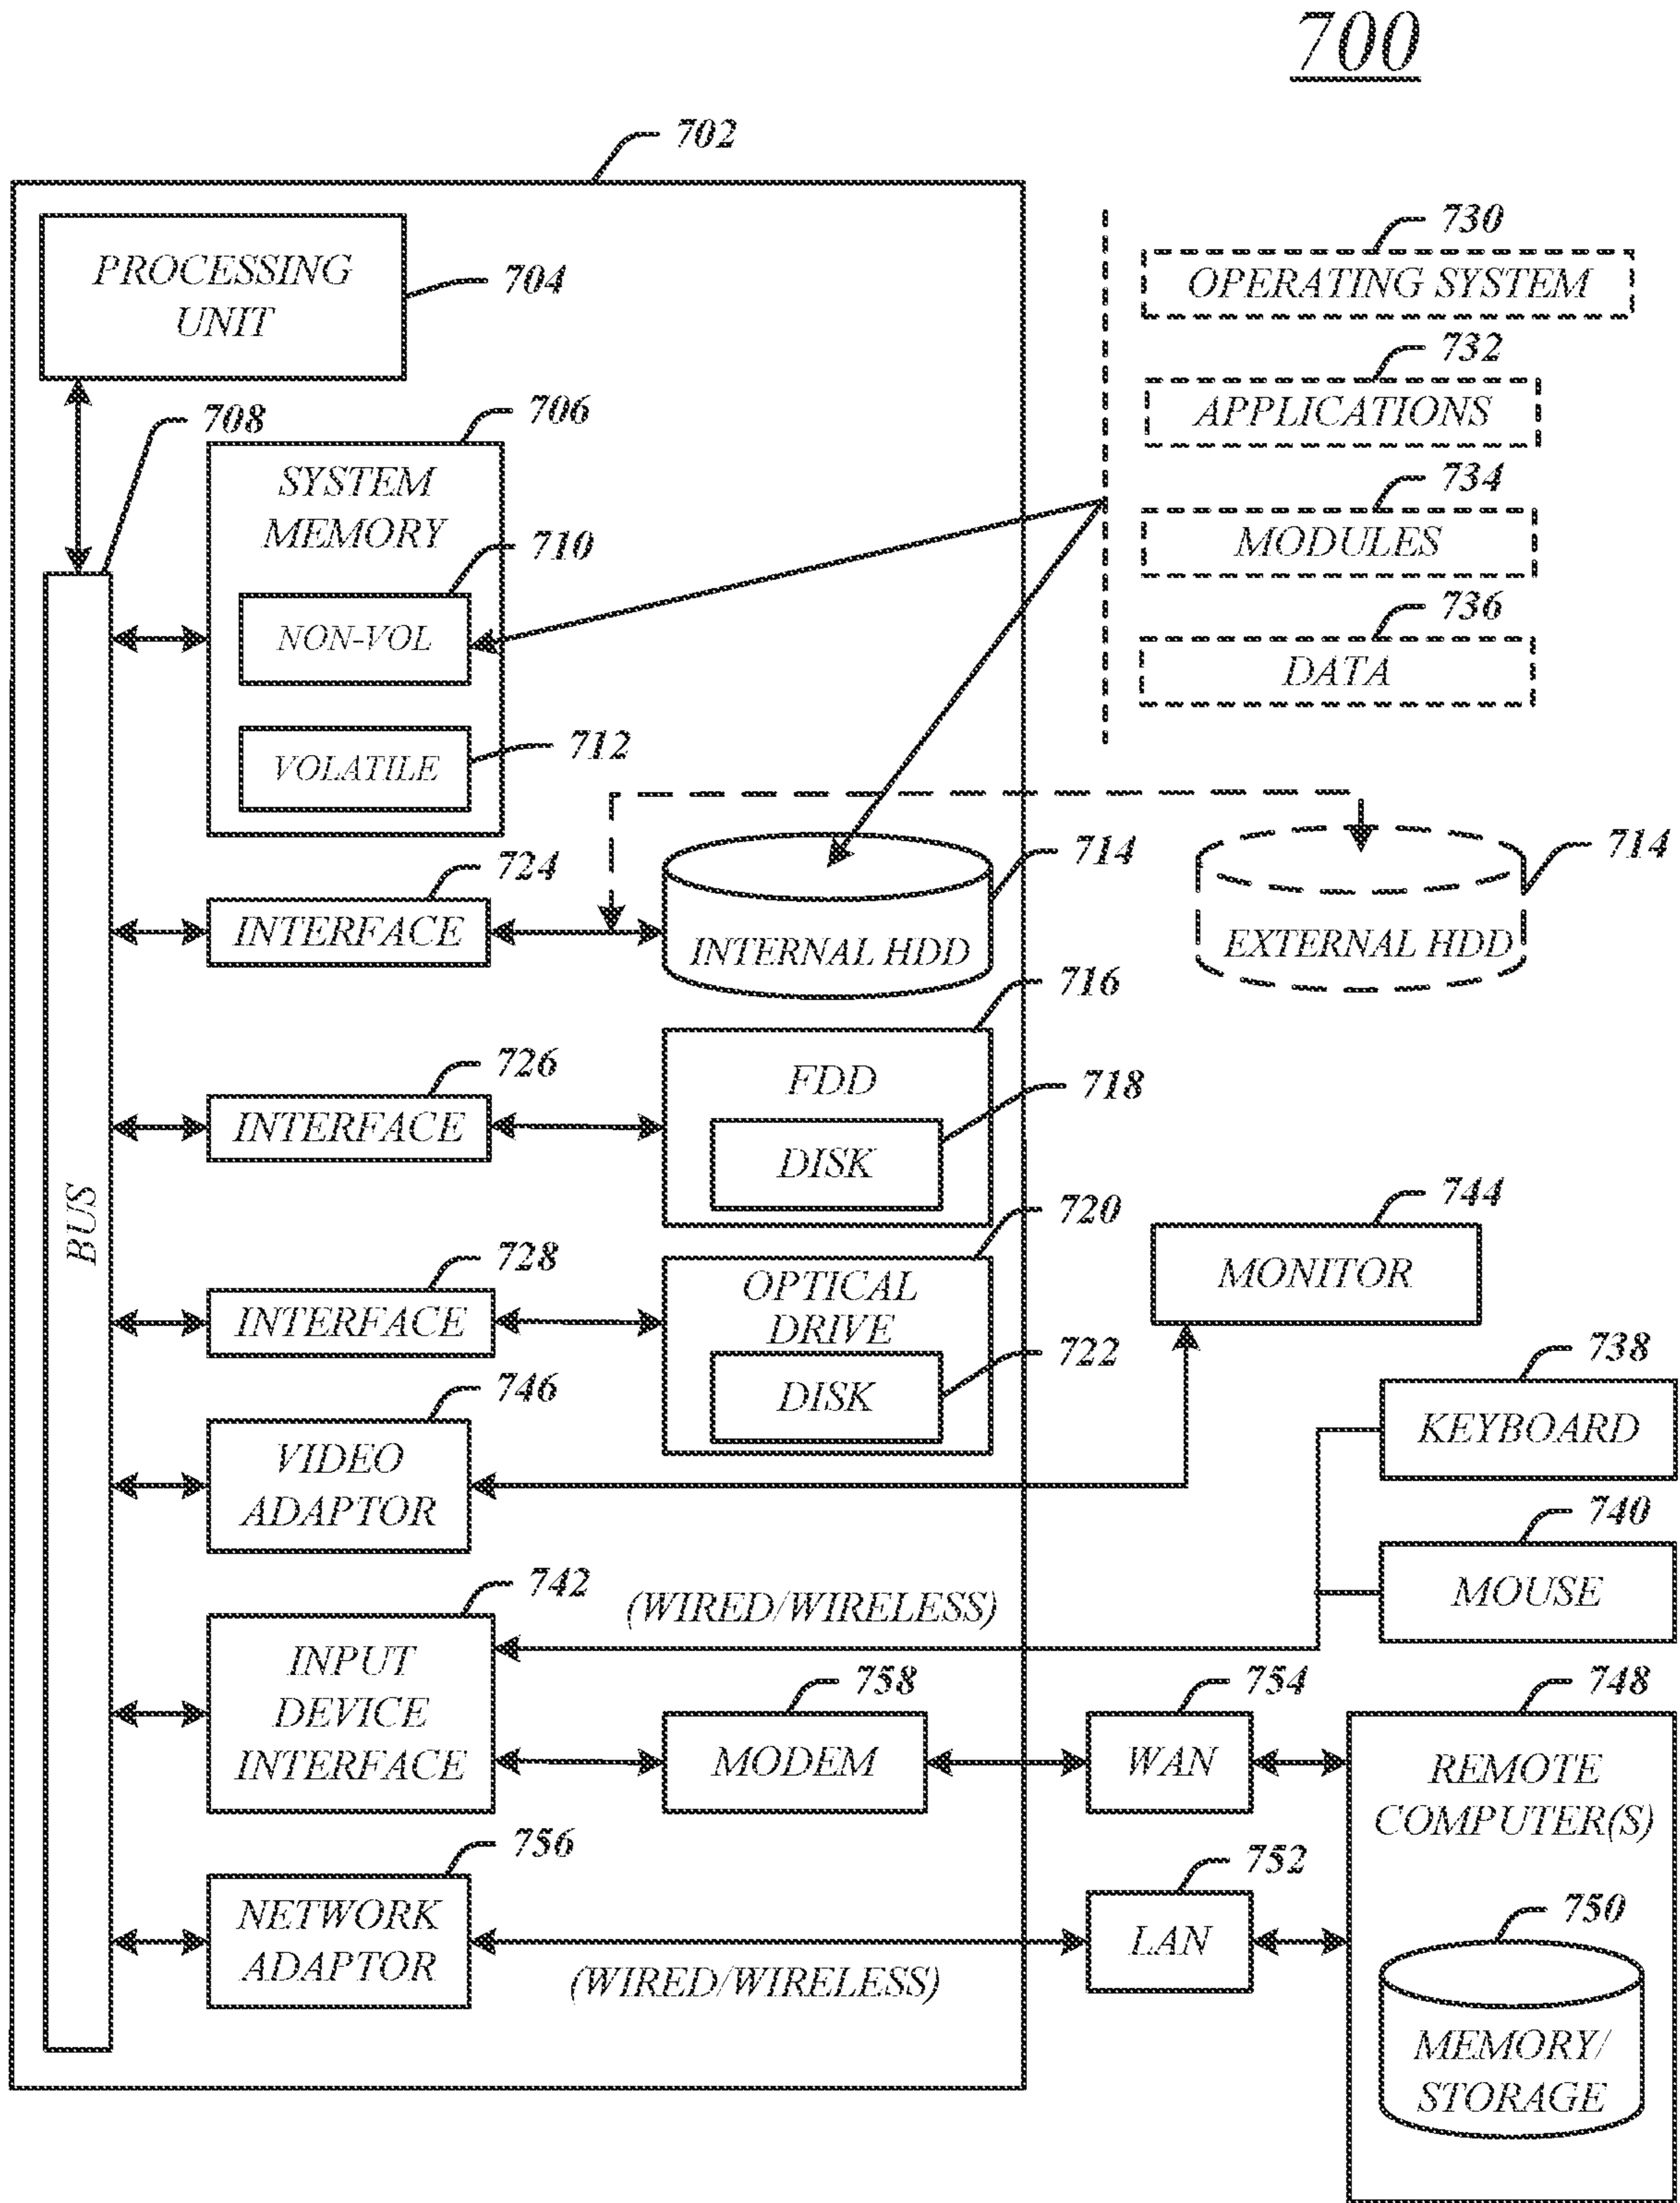 700
702
PROCESSING
UNIT
704
730
OPERATING SYSTEM
732
APPLICATIONS
734
MODULES
736
DATA
708
706
SYSTEM
MEMORY
710
NON-VOL
712
VOLATILE
724
INTERFACE
714
INTERNAL HDD
714
EXTERNAL HDD
716
726
INTERFACE
FDD
718
DISK
BUS
720
728
INTERFACE
OPTICAL
DRIVE
722
DISK
744
MONITOR
738
KEYBOARD
746
VIDEO
ADAPTOR
740
MOUSE
742
(WIRED/WIRELESS)
INPUT
DEVICE
INTERFACE
758
MODEM
754
WAN
748
REMOTE
COMPUTER(S)
756
NETWORK
ADAPTOR
(WIRED/WIRELESS)
752
LAN
750
MEMORY/
STORAGE